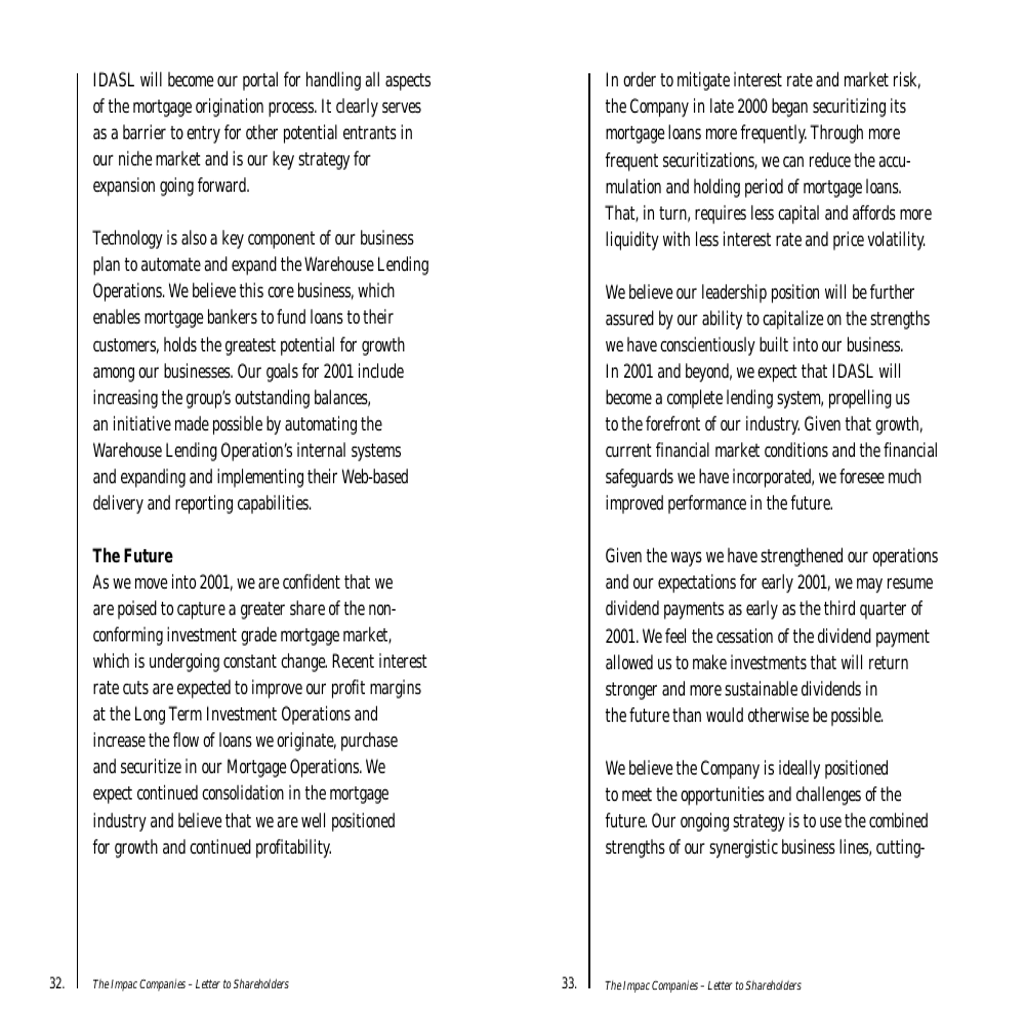 IDASL will become our portal for handling all aspects
of the mortgage origination process. It clearly serves
as a barrier to entry for other potential entrants in
our niche market and is our key strategy for
expansion going forward.
Technology is also a key component of our business
plan to automate and expand the Warehouse Lending
Operations. We believe this core business, which
enables mortgage bankers to fund loans to their
customers, holds the greatest potential for growth
among our businesses. Our goals for 2001 include
increasing the group's outstanding balances,
an initiative made possible by automating the
Warehouse Lending Operation's internal systems
and expanding and implementing their Web-based
delivery and reporting capabilities.
The Future
As we move into 2001, we are confident that we
are poised to capture a greater share of the non-
conforming investment grade mortgage market,
which is undergoing constant change. Recent interest
rate cuts are expected to improve our profit margins
at the Long Term Investment Operations and
increase the flow of loans we originate, purchase
and securitize in our Mortgage Operations. We
expect continued consolidation in the mortgage
industry and believe that we are well positioned
for growth and continued profitability.
32. The Impac Companies – Letter to Shareholders
In order to mitigate interest rate and market risk,
the Company in late 2000 began securitizing its
mortgage loans more frequently. Through more
frequent securitizations, we can reduce the accu-
mulation and holding period of mortgage loans.
That, in turn, requires less capital and affords more
liquidity with less interest rate and price volatility.
We believe our leadership position will be further
assured by our ability to capitalize on the strengths
we have conscientiously built into our business.
In 2001 and beyond, we expect that IDASL will
become a complete lending system, propelling us
to the forefront of our industry. Given that growth,
current financial market conditions and the financial
safeguards we have incorporated, we foresee much
improved performance in the future.
Given the ways we have strengthened our operations
and our expectations for early 2001, we may resume
dividend payments as early as the third quarter of
2001. We feel the cessation of the dividend payment
allowed us to make investments that will return
stronger and more sustainable dividends in
the future than would otherwise be possible.
We believe the Company is ideally positioned
to meet the opportunities and challenges of the
future. Our ongoing strategy is to use the combined
strengths of our synergistic business lines, cutting-
33. The Impac Companies – Letter to Shareholders